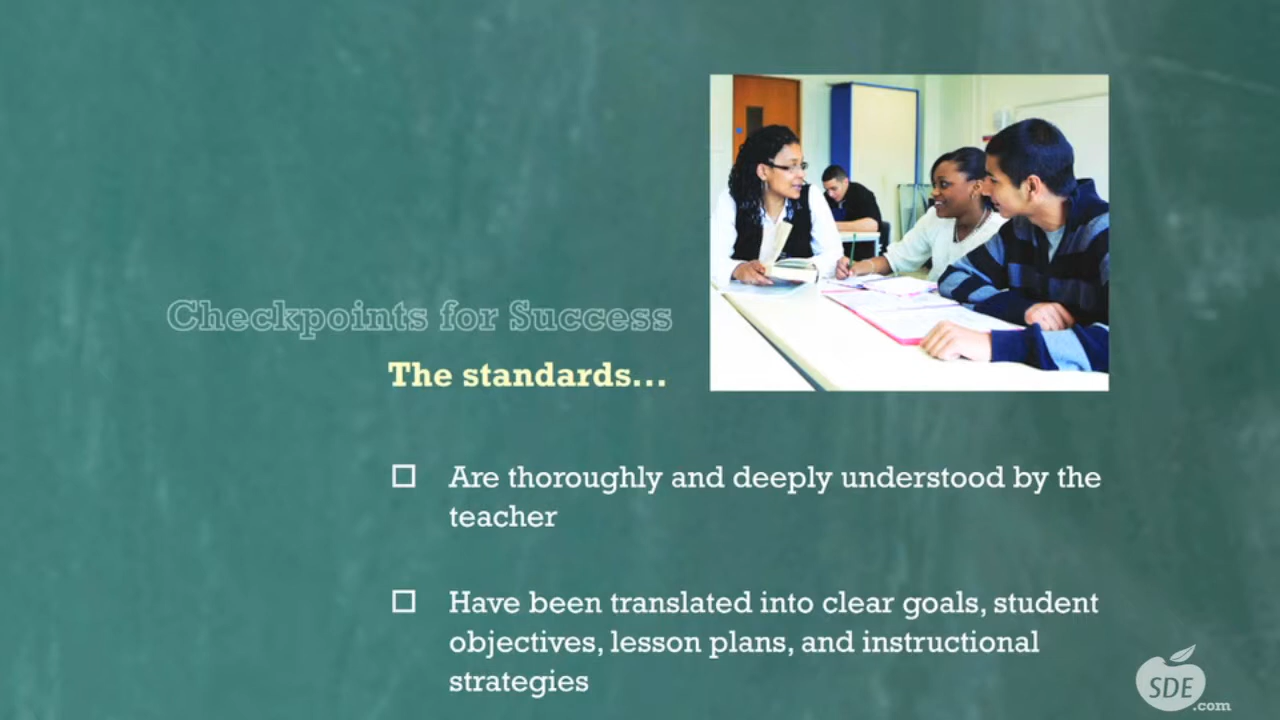 Checkpoints for Success
The standards...
Are thoroughly and deeply understood by the
teacher
Have been translated into clear goals, student
objectives, lesson plans, and instructional
strategies
SDE
.com